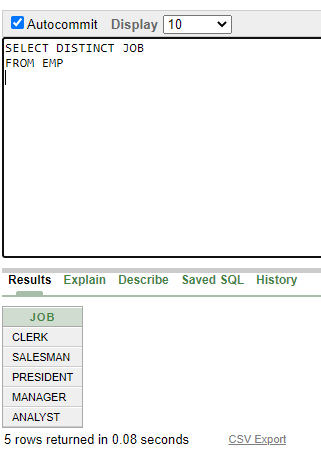 Autocommit Display 10
SELECT DISTINCT JOB
FROM EMP
Results Explain Describe Saved SQL History
JOB
CLERK
SALESMAN
PRESIDENT
MANAGER
ANALYST
5 rows returned in 0.08 seconds CSV Export